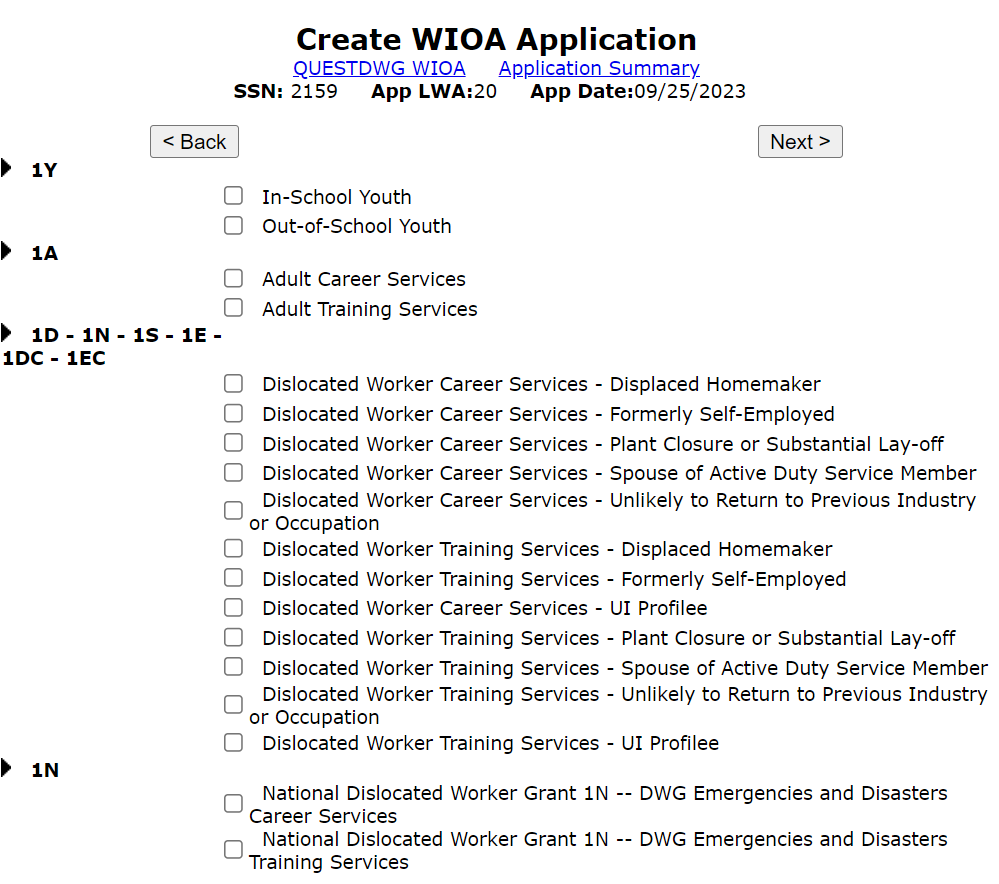 Create WIOA Application
QUESTDWG WIOA Application Summary
SSN: 2159 App LWA:20 App Date:09/25/2023
< Back Next >
1Y
In-School Youth
Out-of-School Youth
1A
Adult Career Services
Adult Training Services
1D - 1N - 1S - 1E -
1DC - 1EC
Dislocated Worker Career Services - Displaced Homemaker
Dislocated Worker Career Services - Formerly Self-Employed
Dislocated Worker Career Services - Plant Closure or Substantial Lay-off
Dislocated Worker Career Services - Spouse of Active Duty Service Member
Dislocated Worker Career Services - Unlikely to Return to Previous Industry
or Occupation
Dislocated Worker Training Services - Displaced Homemaker
Dislocated Worker Training Services - Formerly Self-Employed
Dislocated Worker Career Services - UI Profilee
Dislocated Worker Training Services - Plant Closure or Substantial Lay-off
Dislocated Worker Training Services - Spouse of Active Duty Service Member
Dislocated Worker Training Services - Unlikely to Return to Previous Industry
or Occupation
Dislocated Worker Training Services - UI Profilee
1N
National Dislocated Worker Grant 1N -- DWG Emergencies and Disasters
Career Services
National Dislocated Worker Grant 1N -- DWG Emergencies and Disasters
Training Services